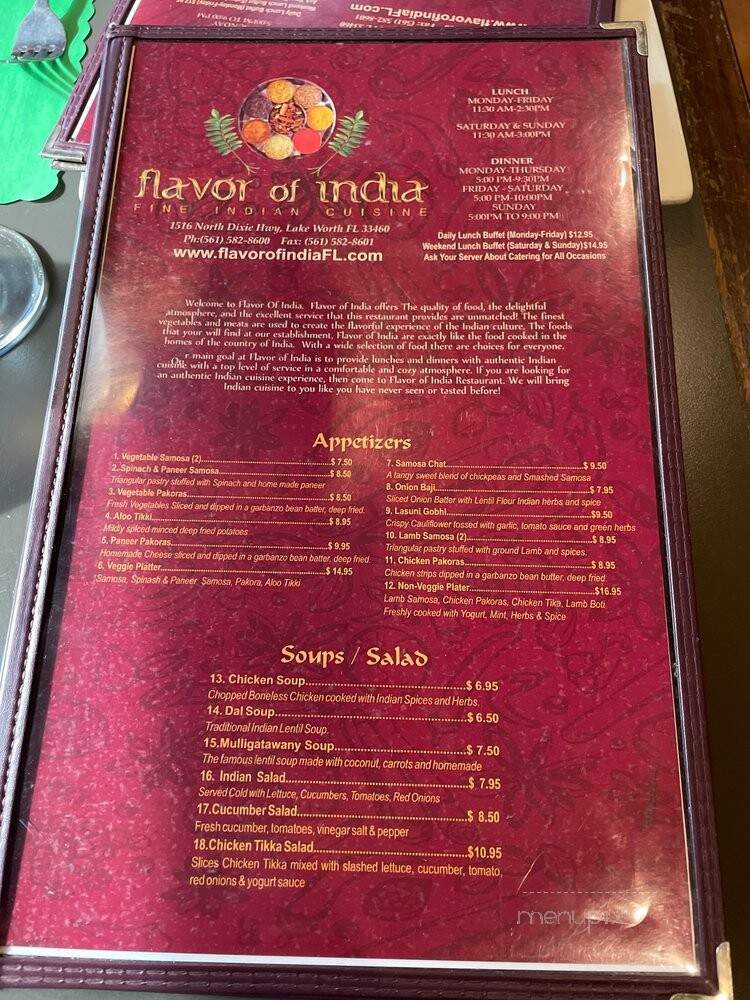 www.flavorofindiaFL.com
flavor of india
FINE INDIAN CUISINE
1516 North Dixie Hwy, Lake Worth FL 33460
Ph:(561) 582-8600 Fax: (561) 582-8601
www.flavorofindiaFL.com
LUNCH
MONDAY-FRIDAY
11:30 AM-2:30PM
SATURDAY & SUNDAY
11:30 AM-3:00PM
DINNER
MONDAY-THURSDAY
5:00 PM-9:30PM
FRIDAY - SATURDAY
5:00 PM-10:00PM
SUNDAY
5:00PM TO 9:00 PM
Daily Lunch Buffet (Monday-Friday) $12.95
Weekend Lunch Buffet (Saturday & Sunday)$14.95
Ask Your Server About Catering for All Occasions
Welcome to Flavor Of India. Flavor of India offers The quality of food, the delightful
atmosphere, and the excellent service that this restaurant provides are unmatched! The finest
vegetables and meats are used to create the flavorful experience of the Indian culture. The foods
that your will find at our establishment, Flavor of India are exactly like the food cooked in the
homes of the country of India. With a wide selection of food there are choices for everyone.
Our main goal at Flavor of India is to provide lunches and dinners with authentic Indian
cuisine with a top level of service in a comfortable and cozy atmosphere. If you are looking for
an authentic Indian cuisine experience, then come to Flavor of India Restaurant. We will bring
Indian cuisine to you like you have never seen or tasted before!
Appetizers
1. Vegetable Samosa (2)...$ 7.50
2. Spinach & Paneer Samosa...$ 8.50
Triangular pastry stuffed with Spinach and home made paneer
3. Vegetable Pakoras...$ 8.50
Fresh Vegetables Sliced and dipped in a garbanzo bean butter, deep fried.
4. Aloo Tikki...$ 8.95
Mildly spiced minced deep fried potatoes
5. Paneer Pakoras...$ 9.95
Homemade Cheese sliced and dipped in a garbanzo bean batter, deep fried
6. Veggie Platter...$ 14.95
Samosa, Spinash & Paneer Samosa, Pakora, Aloo Tikki
7. Samosa Chat...$ 9.50
A tangy sweet blend of chickpeas and Smashed Samosa
8. Onion Baji...$ 7.95
Sliced Onion Batter with Lentil Flour Indian herbs and spice
9. Lasuni Gobhi...$9.50
Crispy Cauliflower tossed with garlic, tomato sauce and green herbs
10. Lamb Samosa (2)...$ 8.95
Triangular pastry stuffed with ground Lamb and spices.
11. Chicken Pakoras...$ 8.95
Chicken strips dipped in a garbanzo bean butter, deep fried.
12. Non-Veggie Plater...$16.95
Lamb Samosa, Chicken Pakoras, Chicken Tika, Lamb Boti
Freshly cooked with Yogurt, Mint, Herbs & Spice
Soups / Salad
13. Chicken Soup...$ 6.95
Chopped Boneless Chicken cooked with Indian Spices and Herbs.
14. Dal Soup...$ 6.50
Traditional Indian Lentil Soup.
15.Mulligatawany Soup...$ 7.50
The famous lentil soup made with coconut, carrots and homemade
16. Indian Salad...$ 7.95
Served Cold with Lettuce, Cucumbers, Tomatoes, Red Onions
17.Cucumber Salad...$ 8.50
Fresh cucumber, tomatoes, vinegar salt & pepper
18.Chicken Tikka Salad...$10.95
Slices Chicken Tikka mixed with slashed lettuce, cucumber, tomato,
red onions & yogurt sauce